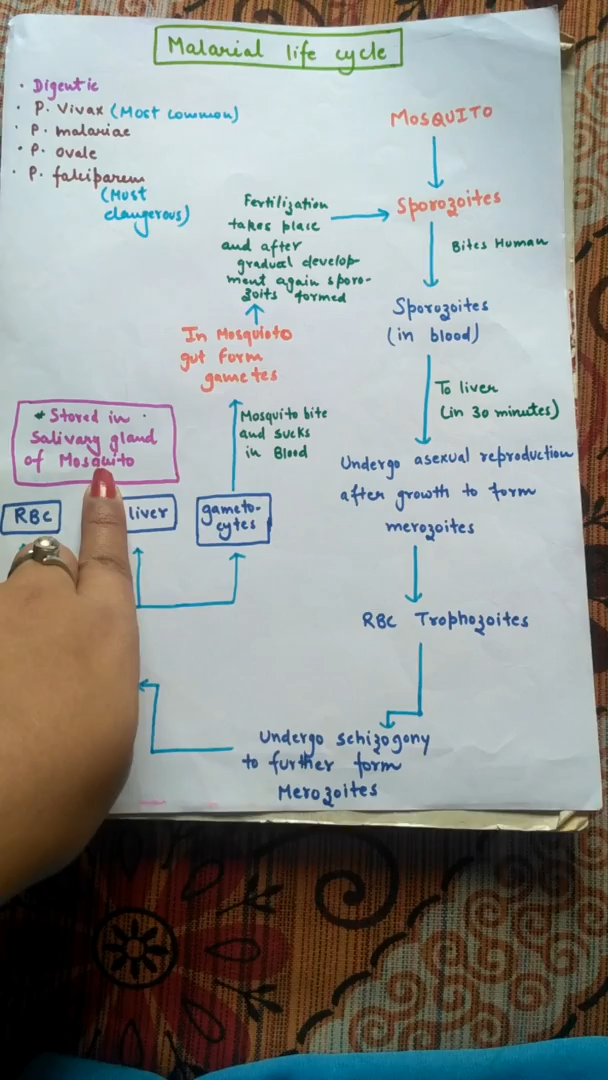 Malarial life cycle
• Digentic
• P. Vivax (Most common)
• P. malariae
• P. ovale
• P. falciparem
(Most
dangerous)
MOSQUITO
Sporozoites
Bites Human
Sporozoites
(in blood)
To liver
(in 30 minutes)
Undergo asexual reproduction
after growth to form
merozoites
RBC Trophozoites
Undergo schizogony
to further form
Merozoites
RBC
liver
gameto-
cytes
Mosquito bite
and sucks
in Blood
In Mosquioto
gut form
gametes
Fertilization
takes place
and after
gradual develop-
ment again sporo-
zoits formed
* Stored in
Salivary gland
of Mosquito